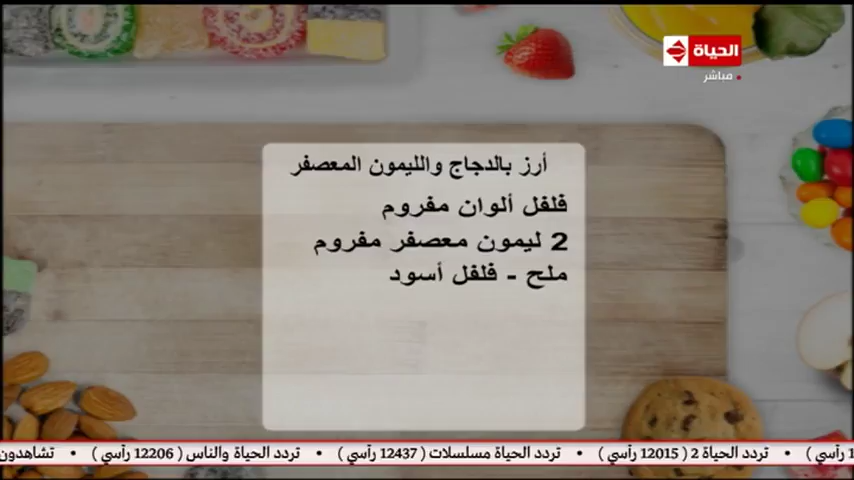 الحياة
مباشر
أرز بالدجاج والليمون المعصفر
فلفل ألوان مفروم
2 ليمون معصفر مفروم
ملح - فلفل أسود
تردد الحياة 2 (12015 رأسي) • تردد الحياة مسلسلات (12437 رأسي) • تردد الحياة والناس (12206 رأسي) • تشاهدون